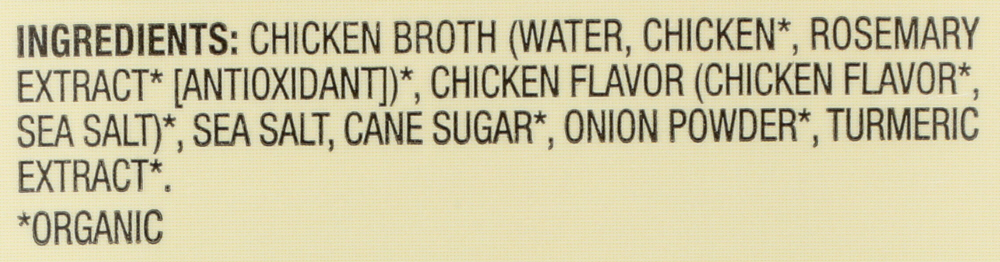 INGREDIENTS: CHICKEN BROTH (WATER, CHICKEN*, ROSEMARY
EXTRACT* [ANTIOXIDANT])*, CHICKEN FLAVOR (CHICKEN FLAVOR*,
SEA SALT)*, SEA SALT, CANE SUGAR*, ONION POWDER*, TURMERIC
EXTRACT*.
*ORGANIC